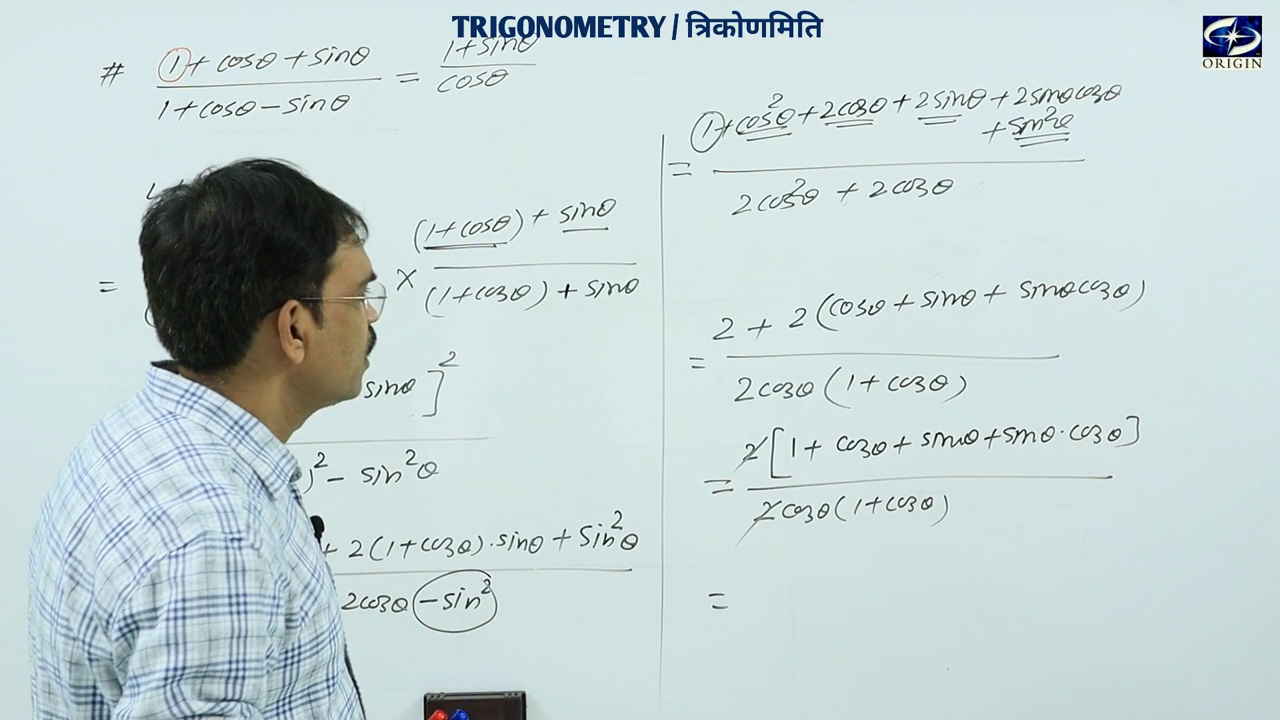 TRIGONOMETRY / त्रिकोणमिति
ORIGIN
# (1 + cosθ + sinθ) / (1 + cosθ − sinθ) = (1 + sinθ) / cosθ
= × ((1 + cosθ) + sinθ) / ((1 + cosθ) + sinθ)
sinθ ]²
)² − sin²θ
+ 2(1 + cosθ)·sinθ + sin²θ
2cosθ − sin²
= 1 + cos²θ + 2cosθ + 2sinθ + 2sinθcosθ
+ sin²θ
2cos²θ + 2cosθ
= (2 + 2(cosθ + sinθ + sinθcosθ)) / (2cosθ(1 + cosθ))
= (2[1 + cosθ + sinθ + sinθ·cosθ]) / (2cosθ(1 + cosθ))
=